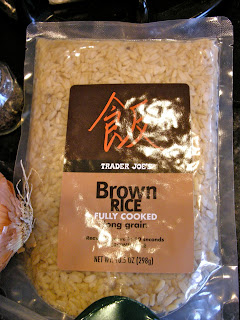 飯
TRADER JOE'S
Brown
RICE
FULLY COOKED
long grain
NET WT. 10.5 OZ (298g)